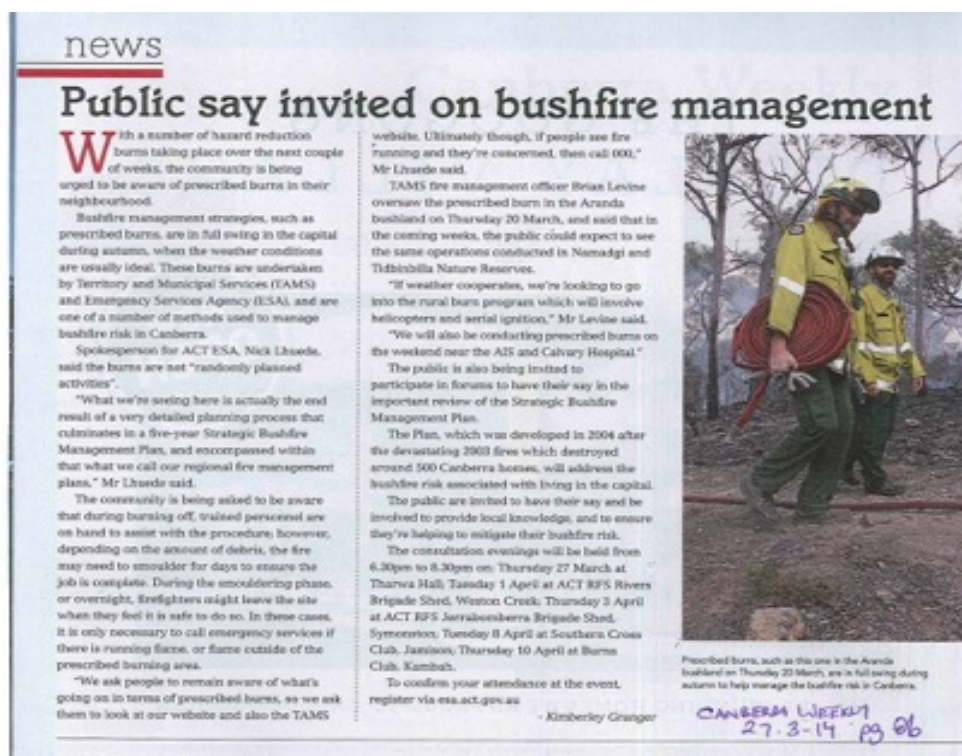 news
Public say invited on bushfire management
With a number of hazard reduction
burns taking place over the next couple
of weeks, the community is being
urged to be aware of prescribed burns in their
neighbourhood.
Bushfire management strategies, such as
prescribed burns, are in full swing in the capital
during autumn, when the weather conditions
are usually ideal. These burns are undertaken
by Territory and Municipal Services (TAMS)
and Emergency Services Agency (ESA), and are
one of a number of methods used to manage
bushfire risk in Canberra.
Spokesperson for ACT ESA, Nick Lhuede,
said the burns are not "randomly planned
activities".
"What we're seeing here is actually the end
result of a very detailed planning process that
culminates in a five-year Strategic Bushfire
Management Plan, and encompassed within
that what we call our regional fire management
plans," Mr Lhuede said.
The community is being asked to be aware
that during burning off, trained personnel are
on hand to assist with the procedure; however,
depending on the amount of debris, the fire
may need to smoulder for days to ensure the
job is complete. During the smouldering phase,
or overnight, firefighters might leave the site
when they feel it is safe to do so. In these cases,
it is only necessary to call emergency services if
there is running flame, or flame outside of the
prescribed burning area.
"We ask people to remain aware of what's
going on in terms of prescribed burns, so we ask
them to look at our website and also the TAMS
website. Ultimately though, if people see fire
running and they're concerned, then call 000,"
Mr Lhuede said.
TAMS fire management officer Brian Levine
oversaw the prescribed burn in the Aranda
bushland on Thursday 20 March, and said that in
the coming weeks, the public could expect to see
the same operations conducted in Namadgi and
Tidbinbilla Nature Reserves.
"If weather cooperates, we're looking to go
into the rural burn program which will involve
helicopters and aerial ignition," Mr Levine said.
"We will also be conducting prescribed burns on
the weekend near the AIS and Calvary Hospital."
The public is also being invited to
participate in forums to have their say in the
important review of the Strategic Bushfire
Management Plan.
The Plan, which was developed in 2004 after
the devastating 2003 fires which destroyed
around 500 Canberra homes, will address the
bushfire risk associated with living in the capital.
The public are invited to have their say and be
involved to provide local knowledge, and to ensure
they're helping to mitigate their bushfire risk.
The consultation evenings will be held from
6.30pm to 8.30pm on: Thursday 27 March at
Tharwa Hall; Tuesday 1 April at ACT RFS Rivers
Brigade Shed, Weston Creek; Thursday 3 April
at ACT RFS Jerrabomberra Brigade Shed,
Symonston, Tuesday 8 April at Southern Cross
Club, Jamison; Thursday 10 April at Burns
Club, Kambah.
To confirm your attendance at the event,
register via esa.act.gov.au
- Kimberley Granger
Prescribed burns, such as this one in the Aranda
bushland on Thursday 20 March, are in full swing during
autumn to help manage the bushfire risk in Canberra.
CANBERRA WEEKLY
27.3-14 pg 06